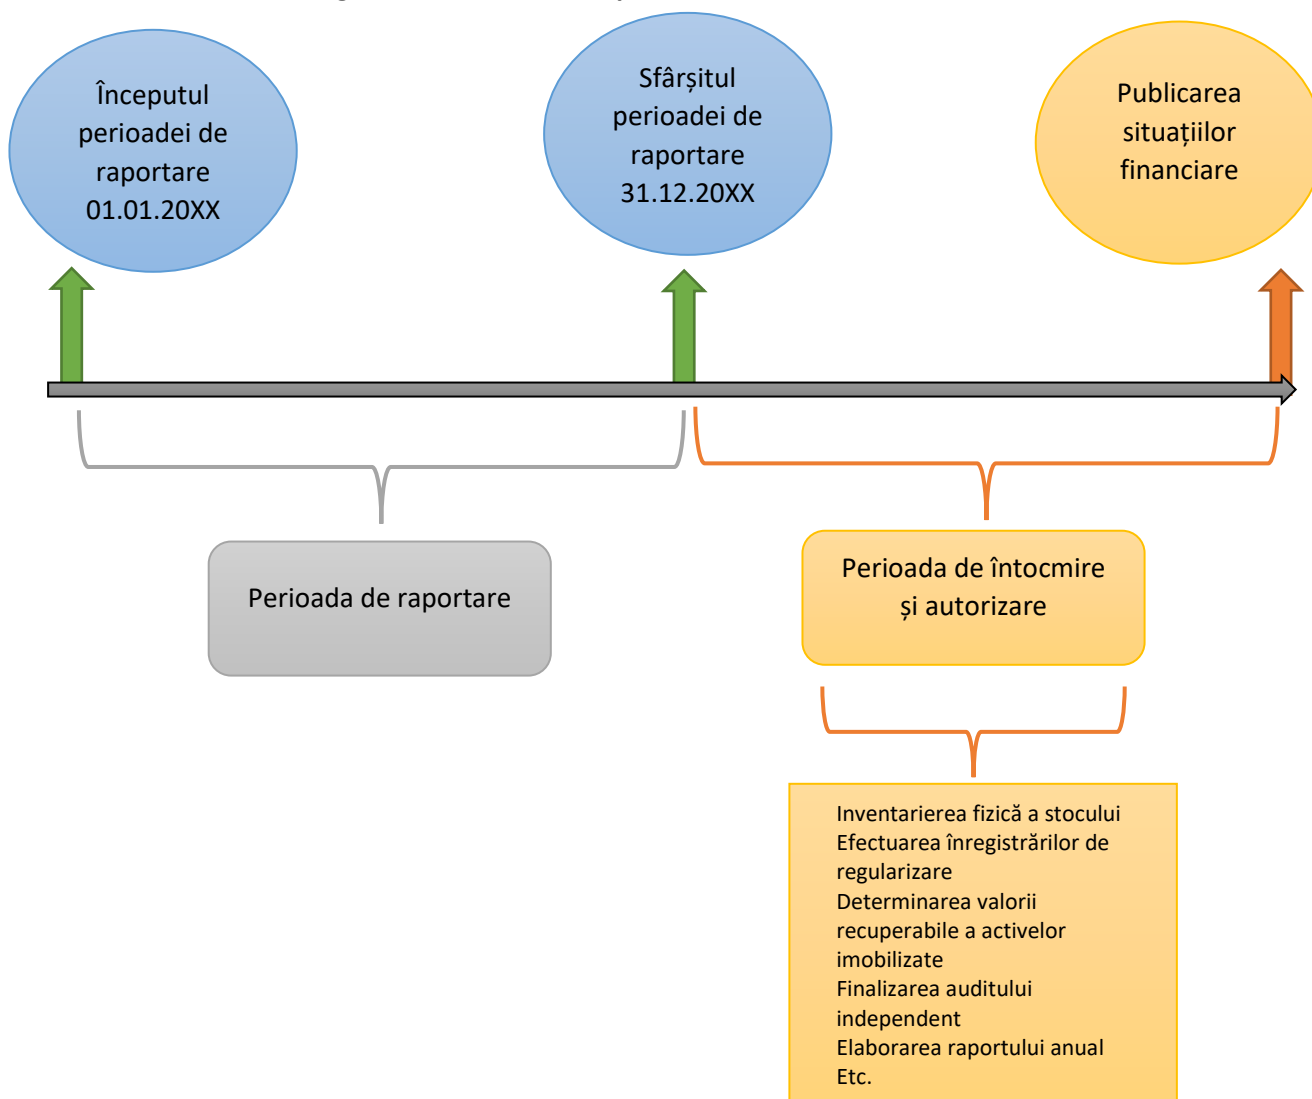 Începutul
perioadei de
raportare
01.01.20XX
Sfârșitul
perioadei de
raportare
31.12.20XX
Publicarea
situațiilor
financiare
Perioada de raportare
Perioada de întocmire
și autorizare
Inventarierea fizică a stocului
Efectuarea înregistrărilor de
regularizare
Determinarea valorii
recuperabile a activelor
imobilizate
Finalizarea auditului
independent
Elaborarea raportului anual
Etc.